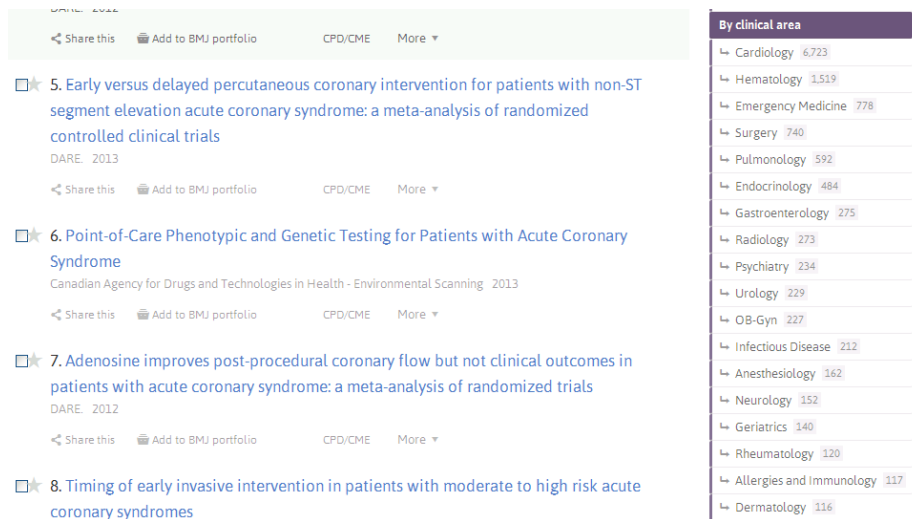 DARE. 2012
Share this Add to BMJ portfolio CPD/CME More
5. Early versus delayed percutaneous coronary intervention for patients with non-ST
segment elevation acute coronary syndrome: a meta-analysis of randomized
controlled clinical trials
DARE. 2013
Share this Add to BMJ portfolio CPD/CME More
6. Point-of-Care Phenotypic and Genetic Testing for Patients with Acute Coronary
Syndrome
Canadian Agency for Drugs and Technologies in Health - Environmental Scanning 2013
Share this Add to BMJ portfolio CPD/CME More
7. Adenosine improves post-procedural coronary flow but not clinical outcomes in
patients with acute coronary syndrome: a meta-analysis of randomized trials
DARE. 2012
Share this Add to BMJ portfolio CPD/CME More
8. Timing of early invasive intervention in patients with moderate to high risk acute
coronary syndromes
By clinical area
Cardiology 6,723
Hematology 1,519
Emergency Medicine 778
Surgery 740
Pulmonology 592
Endocrinology 484
Gastroenterology 275
Radiology 273
Psychiatry 234
Urology 229
OB-Gyn 227
Infectious Disease 212
Anesthesiology 162
Neurology 152
Geriatrics 140
Rheumatology 120
Allergies and Immunology 117
Dermatology 116